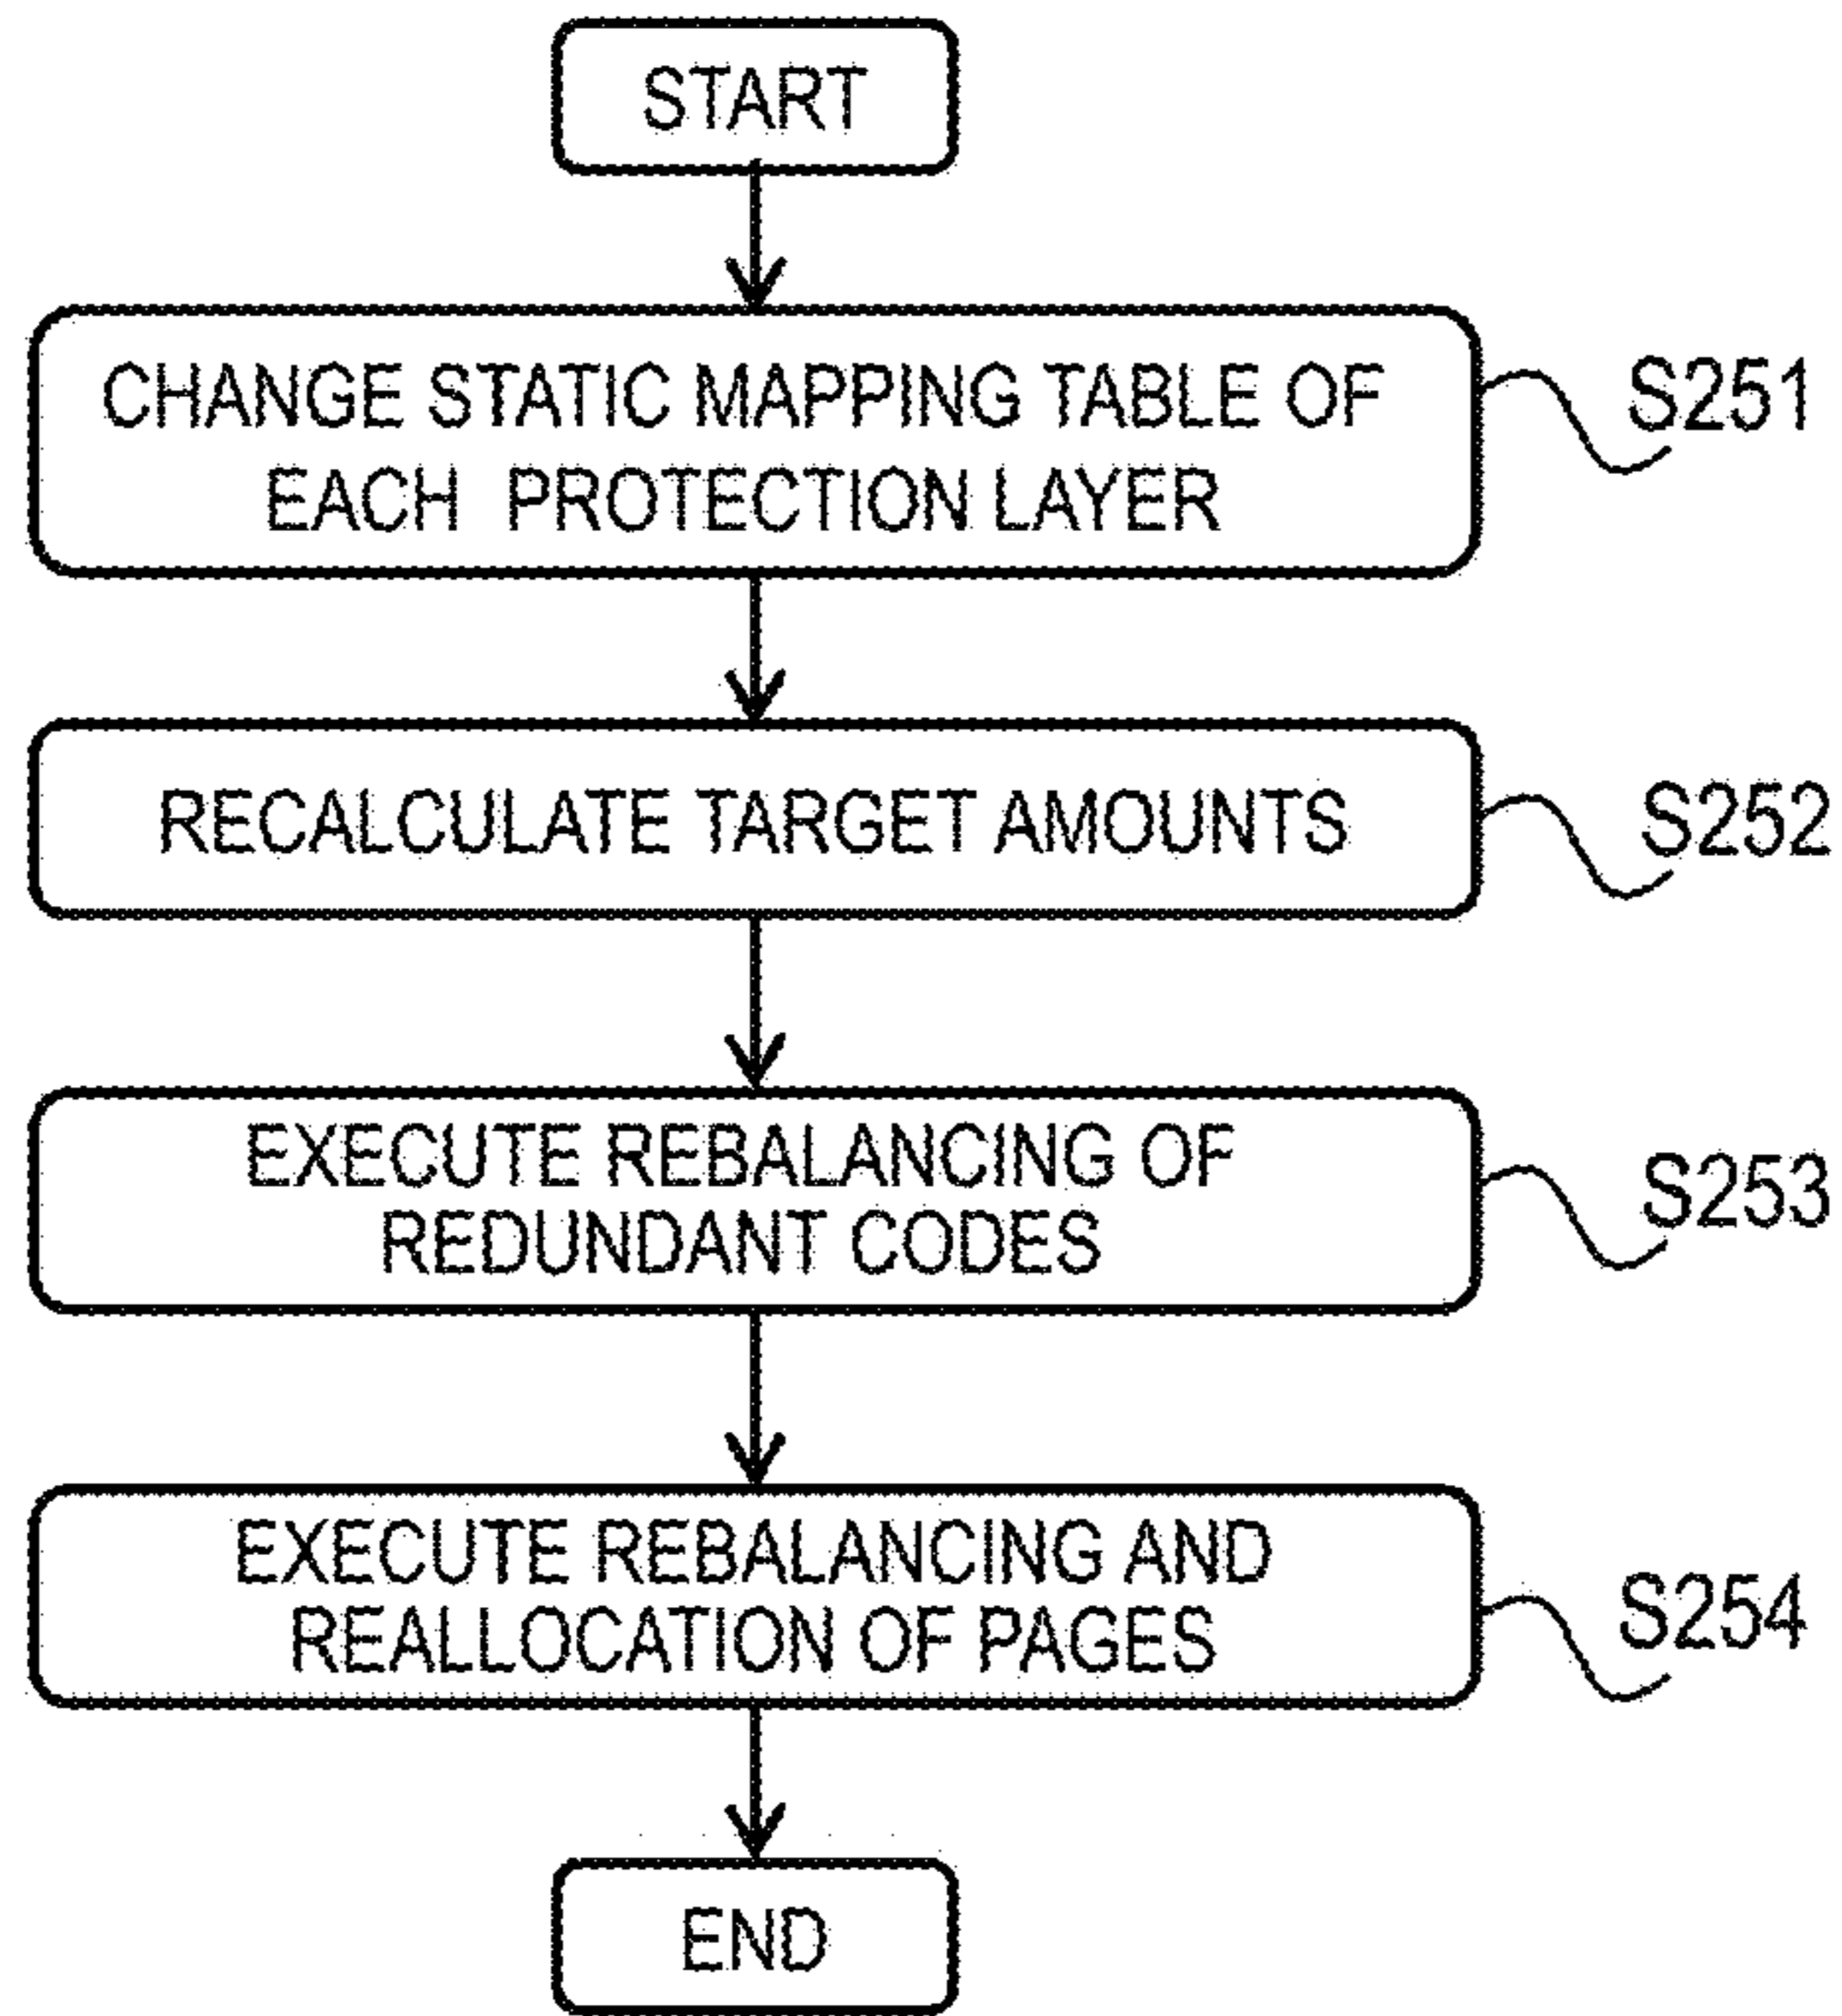 START
CHANGE STATIC MAPPING TABLE OF
EACH PROTECTION LAYER
S251
RECALCULATE TARGET AMOUNTS
S252
EXECUTE REBALANCING OF
REDUNDANT CODES
S253
EXECUTE REBALANCING AND
REALLOCATION OF PAGES
S254
END